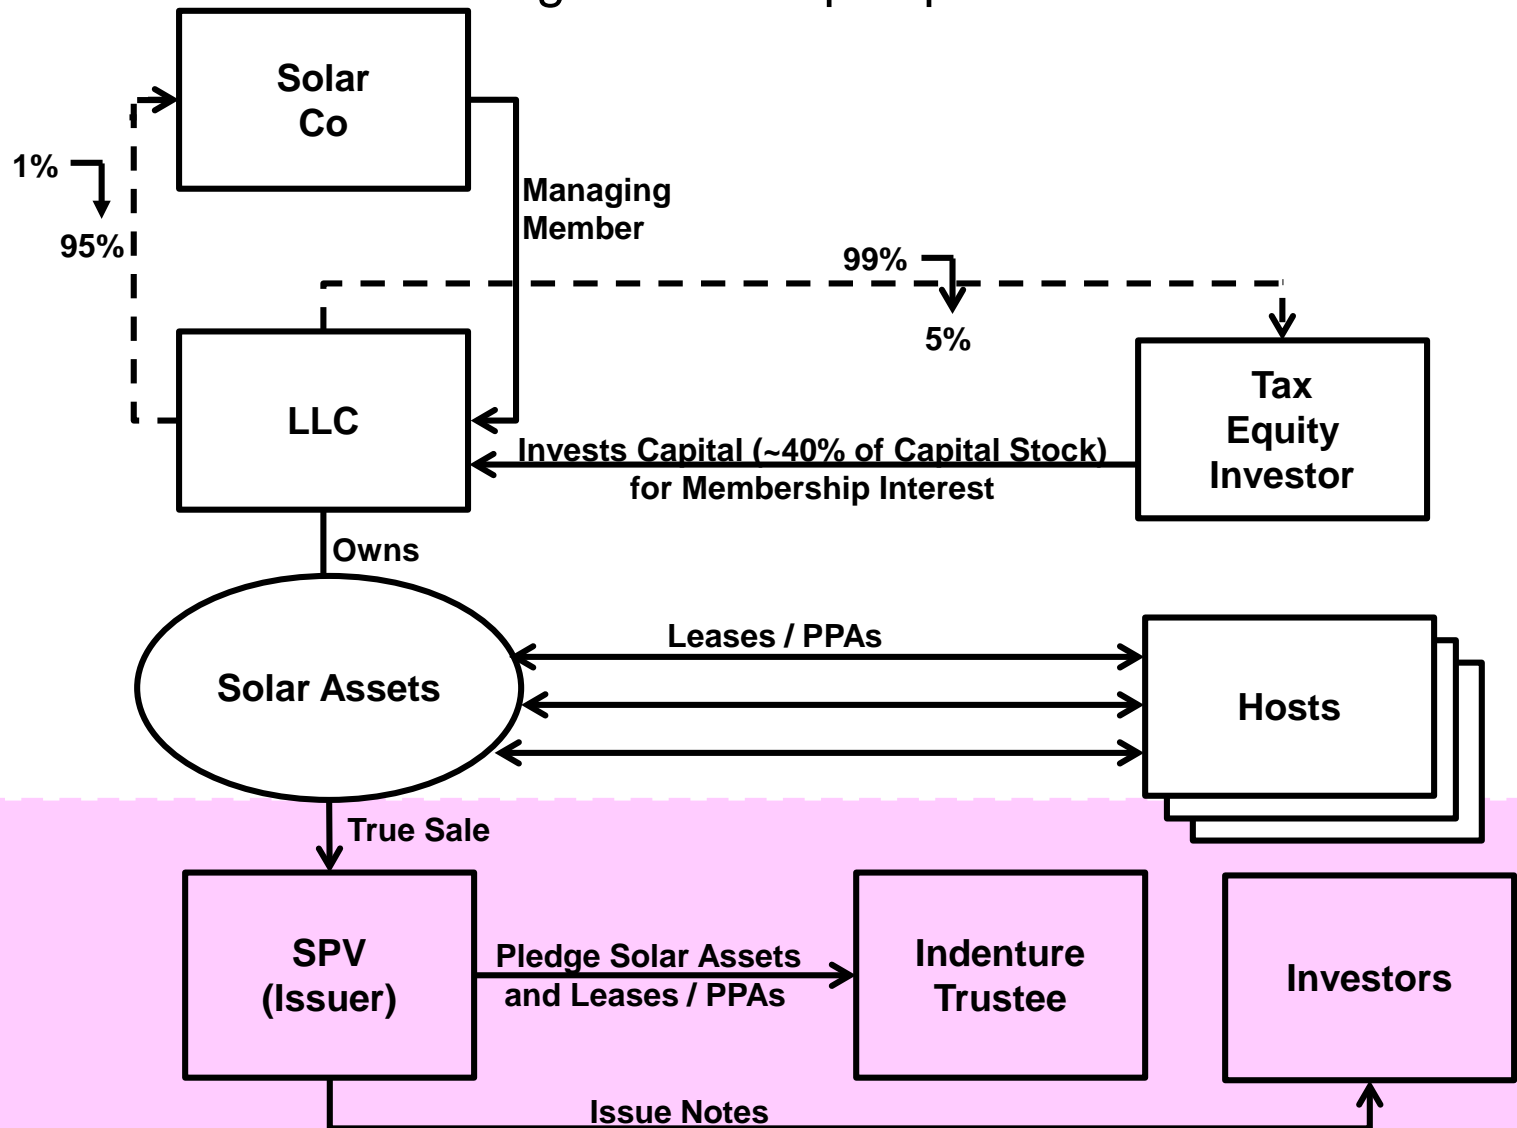 Solar
Co
1%
95%
Managing
Member
99%
5%
LLC
Tax
Equity
Investor
Invests Capital (~40% of Capital Stock)
for Membership Interest
Owns
Leases / PPAs
Solar Assets
Hosts
True Sale
SPV
(Issuer)
Pledge Solar Assets
and Leases / PPAs
Indenture
Trustee
Investors
Issue Notes